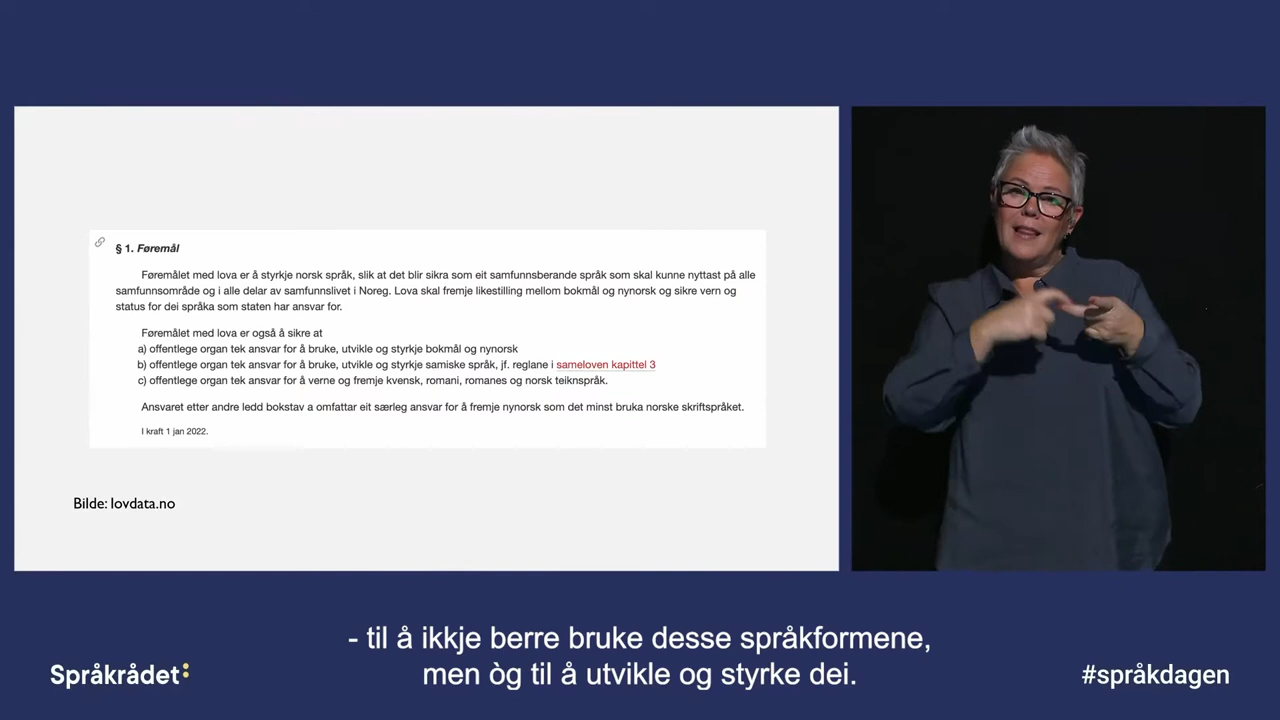 § 1. Føremål
Føremålet med lova er å styrkje norsk språk, slik at det blir sikra som eit samfunnsberande språk som skal kunne nyttast på alle
samfunnsområde og i alle delar av samfunnslivet i Noreg. Lova skal fremje likestilling mellom bokmål og nynorsk og sikre vern og
status for dei språka som staten har ansvar for.
Føremålet med lova er også å sikre at
a) offentlege organ tek ansvar for å bruke, utvikle og styrkje bokmål og nynorsk
b) offentlege organ tek ansvar for å bruke, utvikle og styrkje samiske språk, jf. reglane i sameloven kapittel 3
c) offentlege organ tek ansvar for å verne og fremje kvensk, romani, romanes og norsk teiknspråk.
Ansvaret etter andre ledd bokstav a omfattar eit særleg ansvar for å fremje nynorsk som det minst bruka norske skriftspråket.
I kraft 1 jan 2022.
Bilde: lovdata.no
- til å ikkje berre bruke desse språkformene,
men òg til å utvikle og styrke dei.
Språkrådet:
#språkdagen